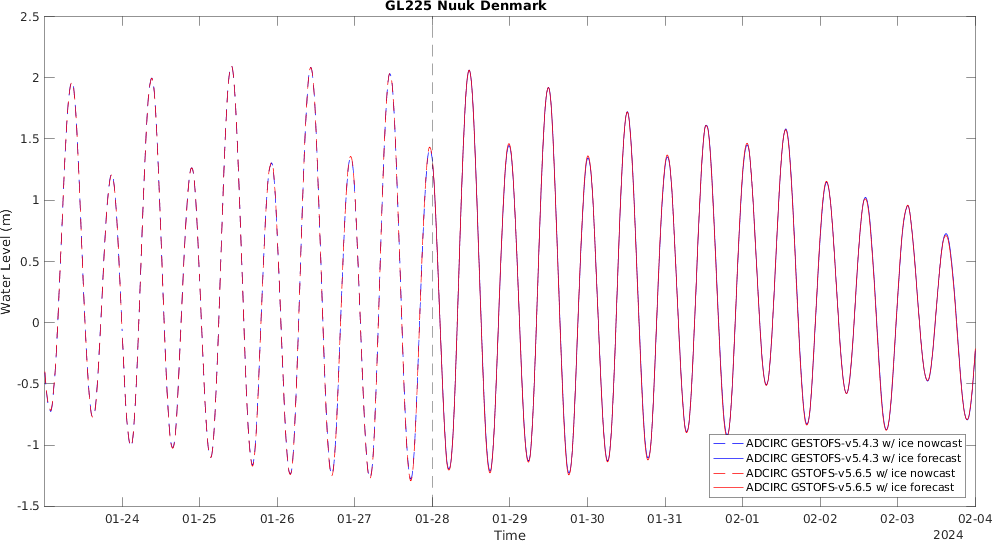 GL225 Nuuk Denmark
2.5
2
1.5
1
0.5
0
-0.5
-1
-1.5
Water Level (m)
ADCIRC GESTOFS-v5.4.3 w/ ice nowcast
ADCIRC GESTOFS-v5.4.3 w/ ice forecast
ADCIRC GSTOFS-v5.6.5 w/ ice nowcast
ADCIRC GSTOFS-v5.6.5 w/ ice forecast
01-24 01-25 01-26 01-27 01-28 01-29 01-30 01-31 02-01 02-02 02-03 02-04
Time
2024